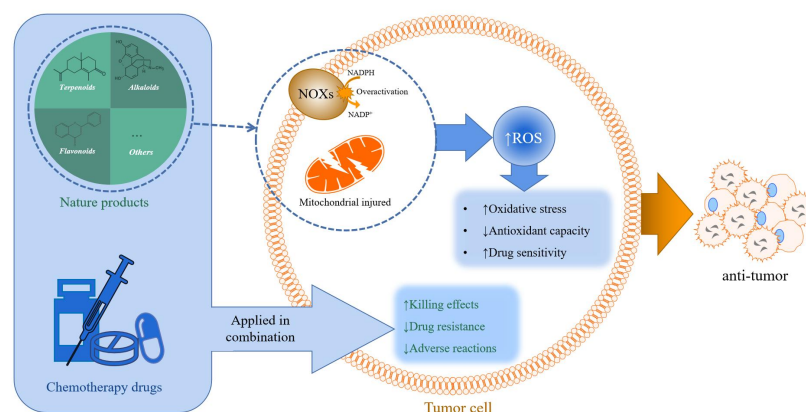 Terpenoids
Alkaloids
Flavonoids
...
Others
Nature products
Chemotherapy drugs
Applied in
combination
NOXs
NADPH
Overactivation
NADP⁺
Mitochondrial injured
↑ROS
• ↑Oxidative stress
• ↓Antioxidant capacity
• ↑Drug sensitivity
↑Killing effects
↓Drug resistance
↓Adverse reactions
Tumor cell
anti-tumor